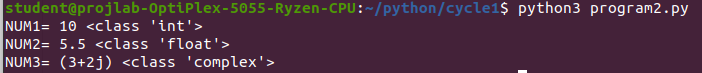 student@projlab-OptiPlex-5055-Ryzen-CPU:~/python/cycle1$ python3 program2.py
NUM1= 10 <class 'int'>
NUM2= 5.5 <class 'float'>
NUM3= (3+2j) <class 'complex'>